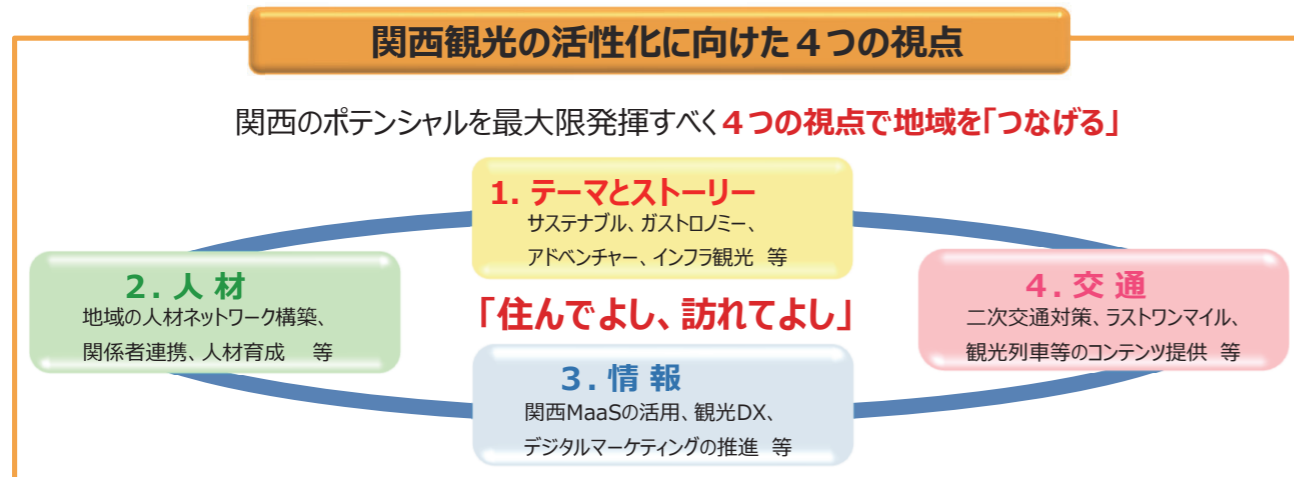 関西観光の活性化に向けた4つの視点
関西のポテンシャルを最大限発揮すべく4つの視点で地域を「つなげる」
1. テーマとストーリー
サステナブル、ガストロノミー、
アドベンチャー、インフラ観光 等
2.人 材
地域の人材ネットワーク構築、
関係者連携、人材育成 等
「住んでよし、訪れてよし」
4.交 通
二次交通対策、ラストワンマイル、
観光列車等のコンテンツ提供 等
3.情 報
関西MaaSの活用、観光DX、
デジタルマーケティングの推進 等